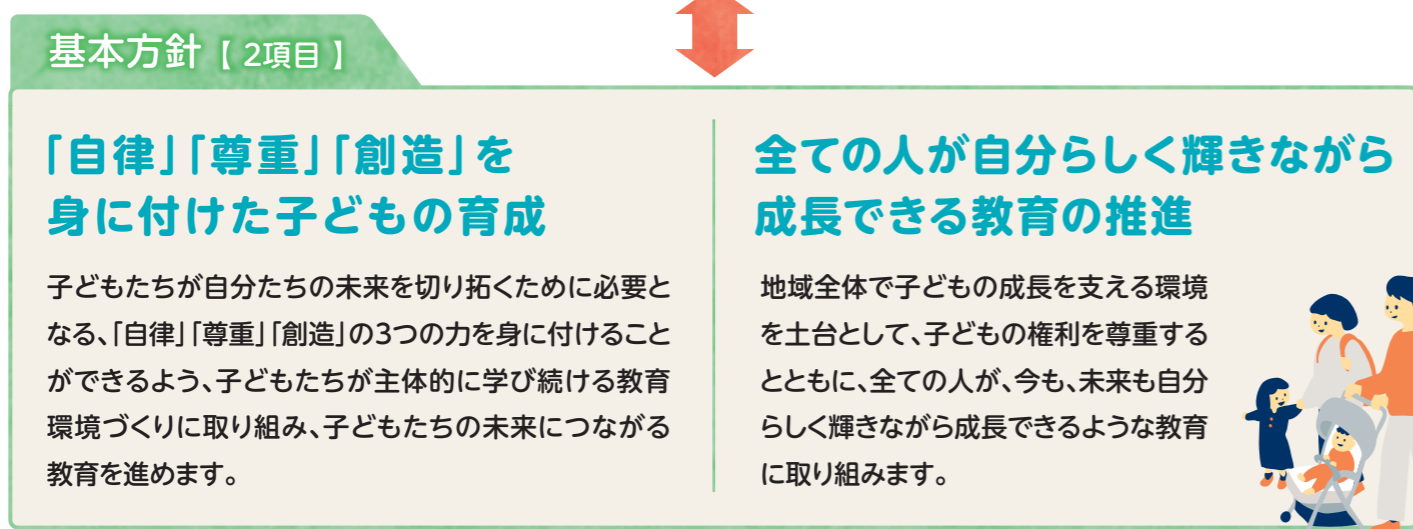 基本方針【 2項目 】
「自律」「尊重」「創造」を
身に付けた子どもの育成
子どもたちが自分たちの未来を切り拓くために必要と
なる、「自律」「尊重」「創造」の3つの力を身に付けること
ができるよう、子どもたちが主体的に学び続ける教育
環境づくりに取り組み、子どもたちの未来につながる
教育を進めます。
全ての人が自分らしく輝きながら
成長できる教育の推進
地域全体で子どもの成長を支える環境
を土台として、子どもの権利を尊重する
とともに、全ての人が、今も、未来も自分
らしく輝きながら成長できるような教育
に取り組みます。